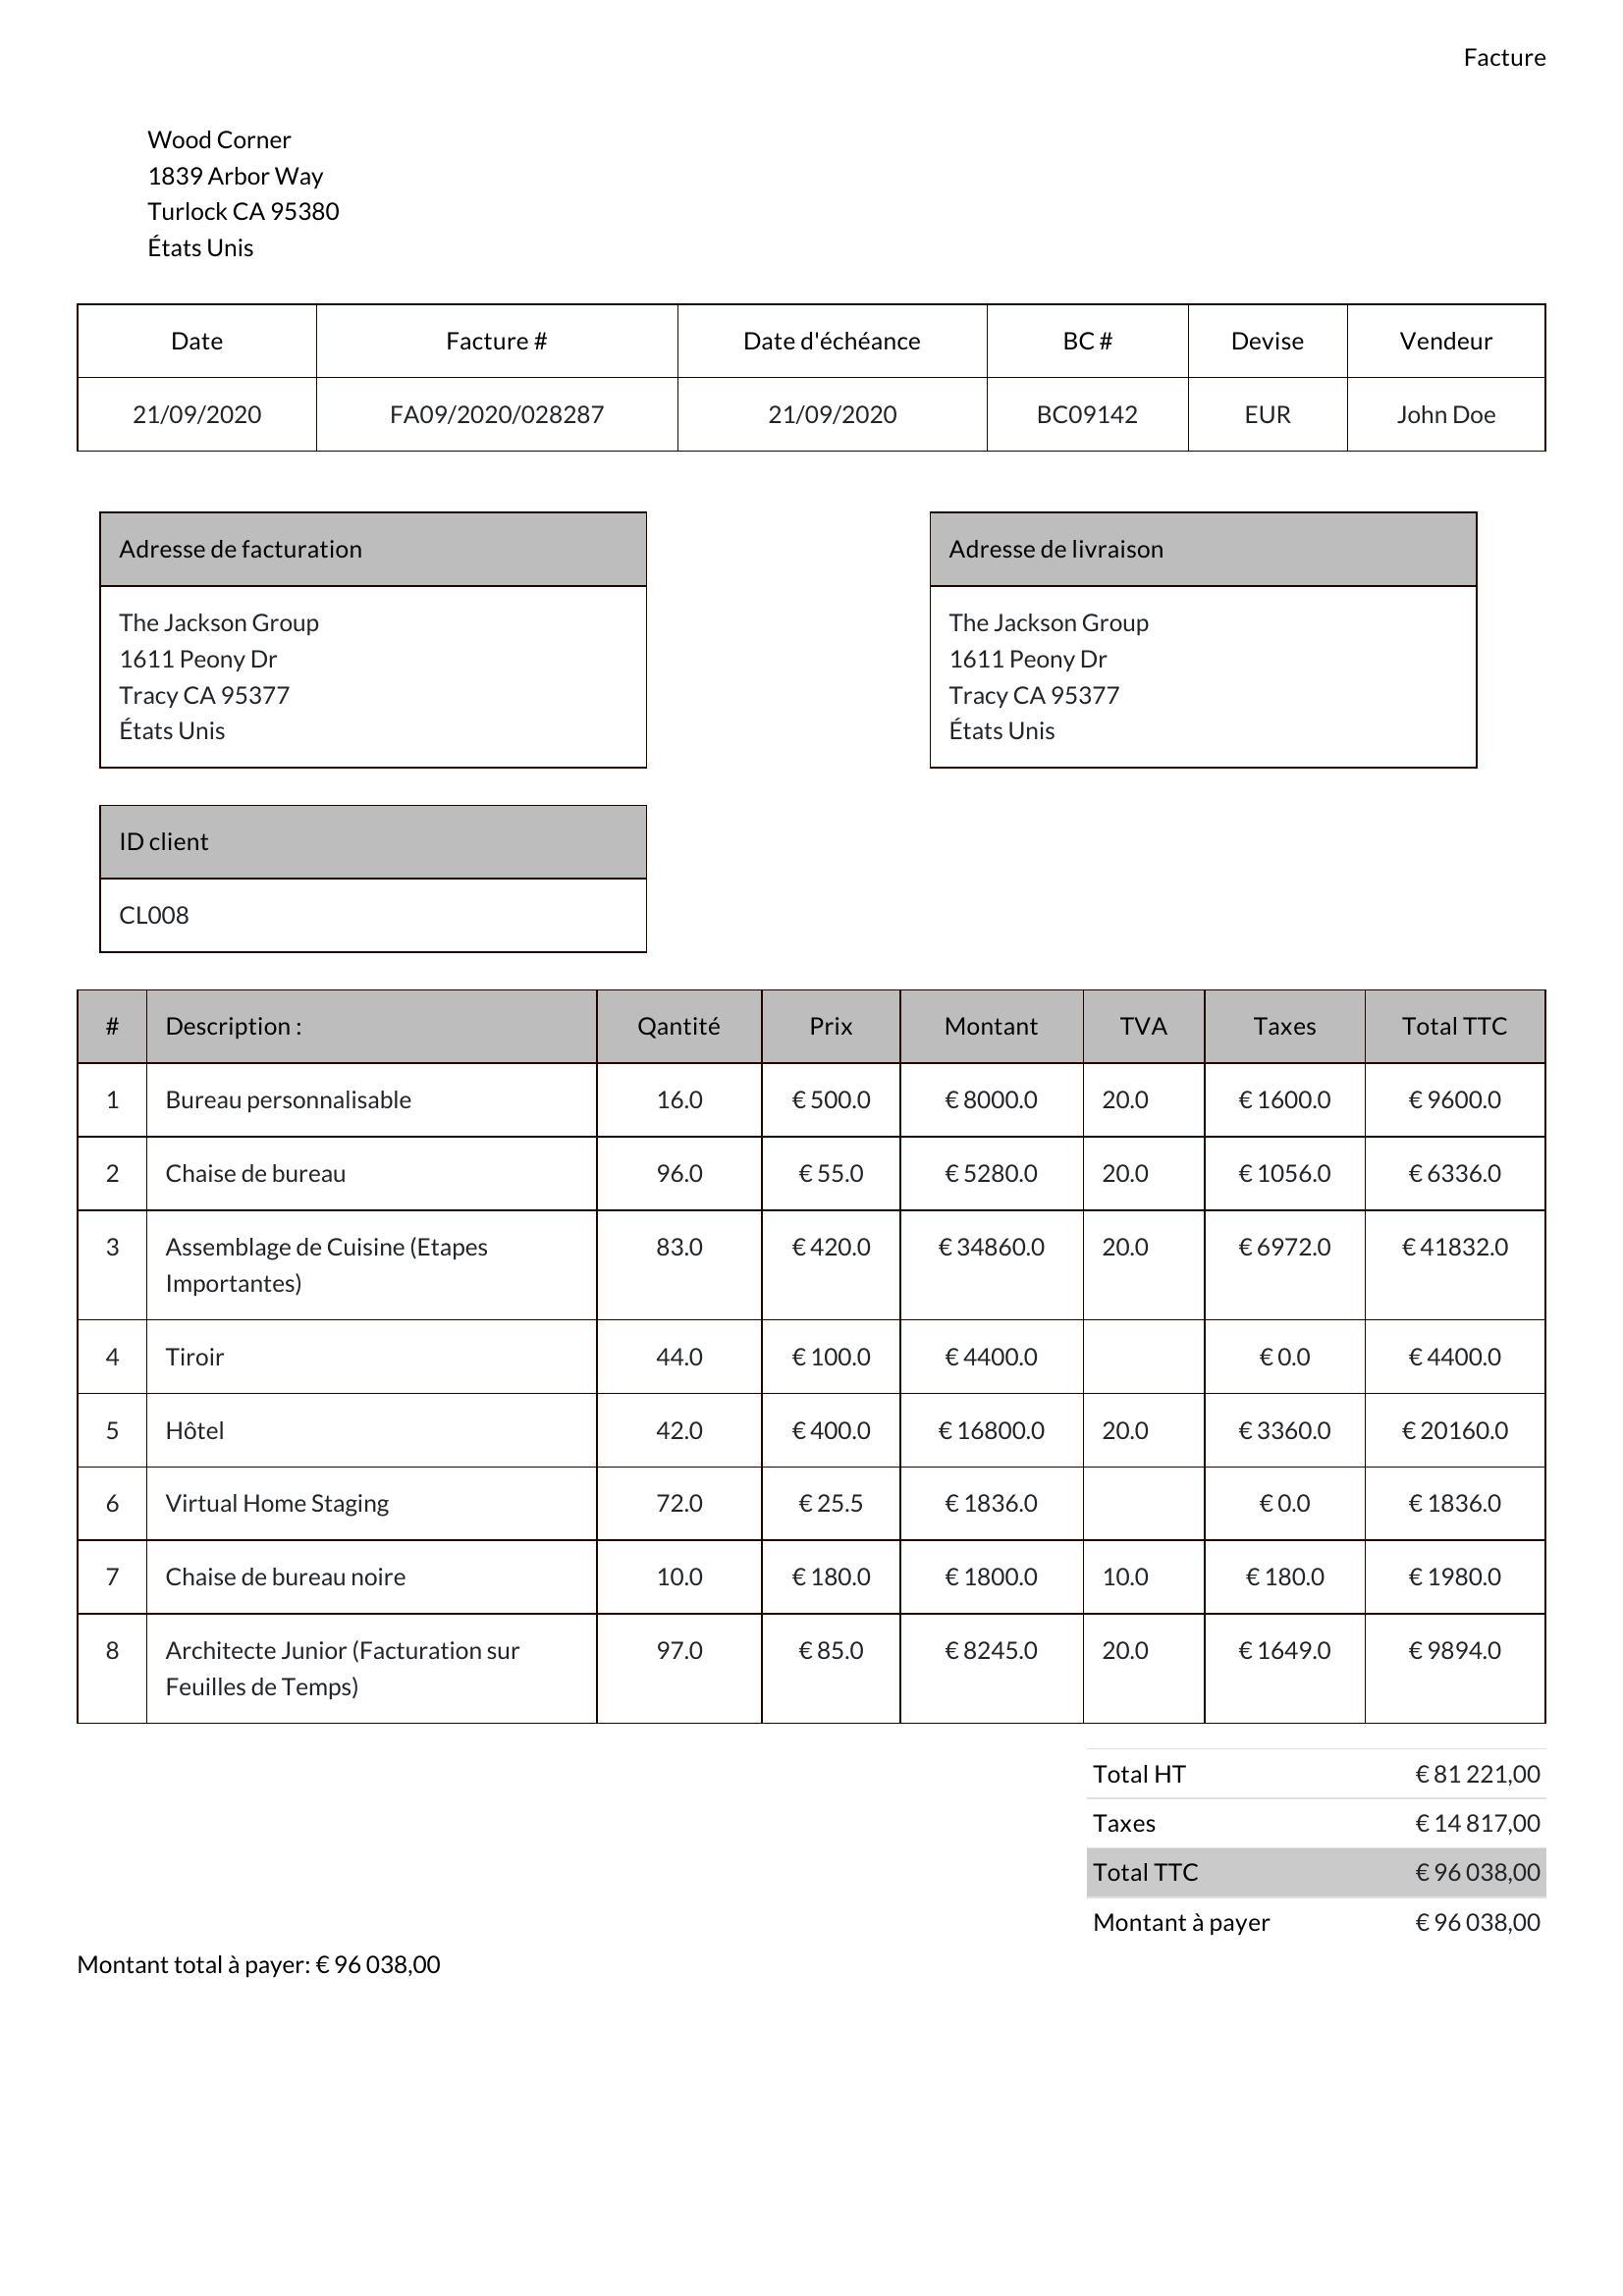 Facture
Wood Corner
1839 Arbor Way
Turlock CA 95380
États Unis
Date Facture # Date d'échéance BC # Devise Vendeur
21/09/2020 FA09/2020/028287 21/09/2020 BC09142 EUR John Doe
Adresse de facturation
The Jackson Group
1611 Peony Dr
Tracy CA 95377
États Unis
Adresse de livraison
The Jackson Group
1611 Peony Dr
Tracy CA 95377
États Unis
ID client
CL008
# Description : Qantité Prix Montant TVA Taxes Total TTC
1 Bureau personnalisable 16.0 € 500.0 € 8000.0 20.0 € 1600.0 € 9600.0
2 Chaise de bureau 96.0 € 55.0 € 5280.0 20.0 € 1056.0 € 6336.0
3 Assemblage de Cuisine (Etapes 83.0 € 420.0 € 34860.0 20.0 € 6972.0 € 41832.0
Importantes)
4 Tiroir 44.0 € 100.0 € 4400.0 € 0.0 € 4400.0
5 Hôtel 42.0 € 400.0 € 16800.0 20.0 € 3360.0 € 20160.0
6 Virtual Home Staging 72.0 € 25.5 € 1836.0 € 0.0 € 1836.0
7 Chaise de bureau noire 10.0 € 180.0 € 1800.0 10.0 € 180.0 € 1980.0
8 Architecte Junior (Facturation sur 97.0 € 85.0 € 8245.0 20.0 € 1649.0 € 9894.0
Feuilles de Temps)
Total HT € 81 221,00
Taxes € 14 817,00
Total TTC € 96 038,00
Montant à payer € 96 038,00
Montant total à payer: € 96 038,00